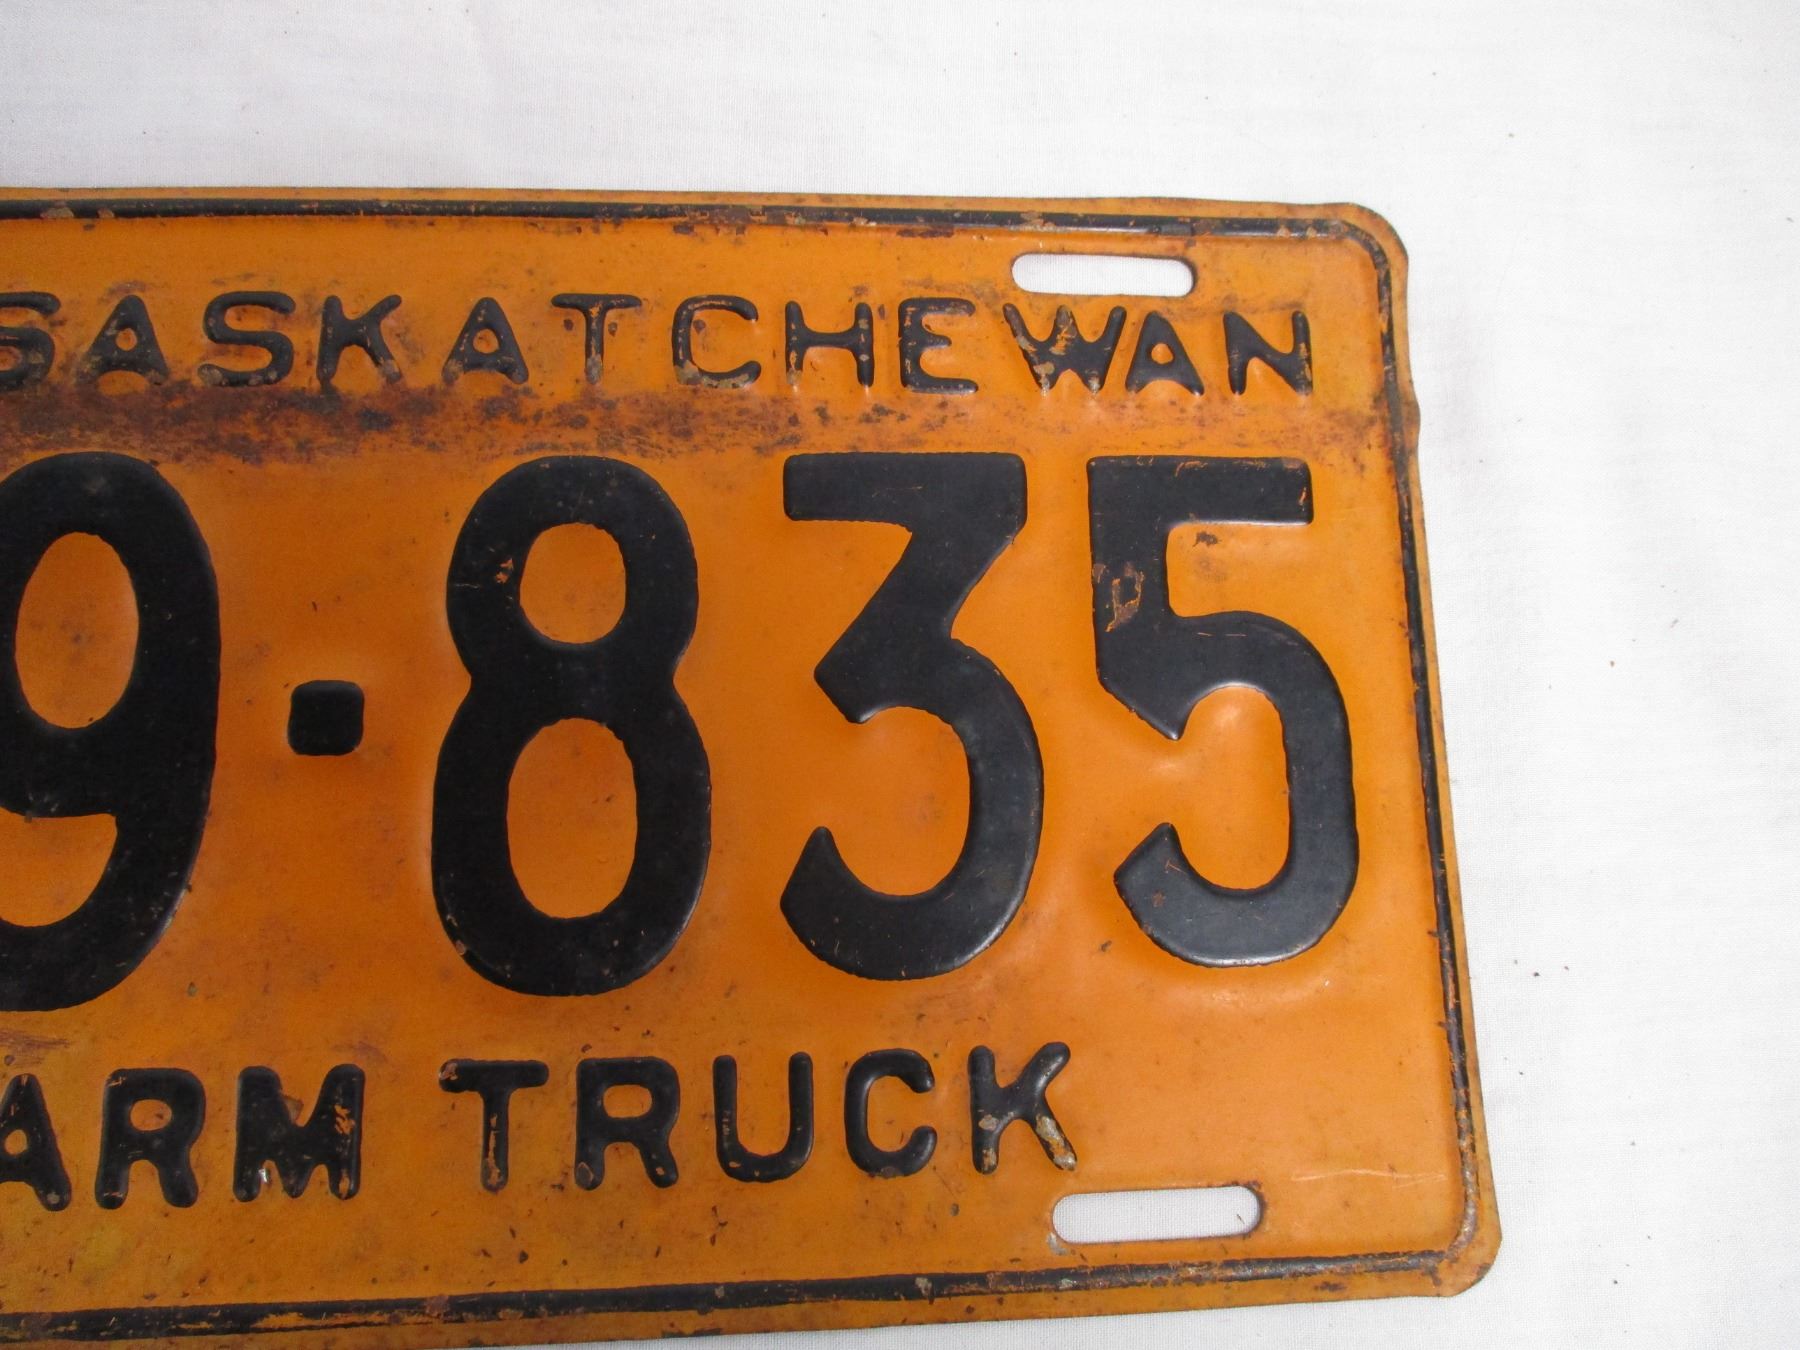 SASKATCHEWAN
9-835
ARM TRUCK